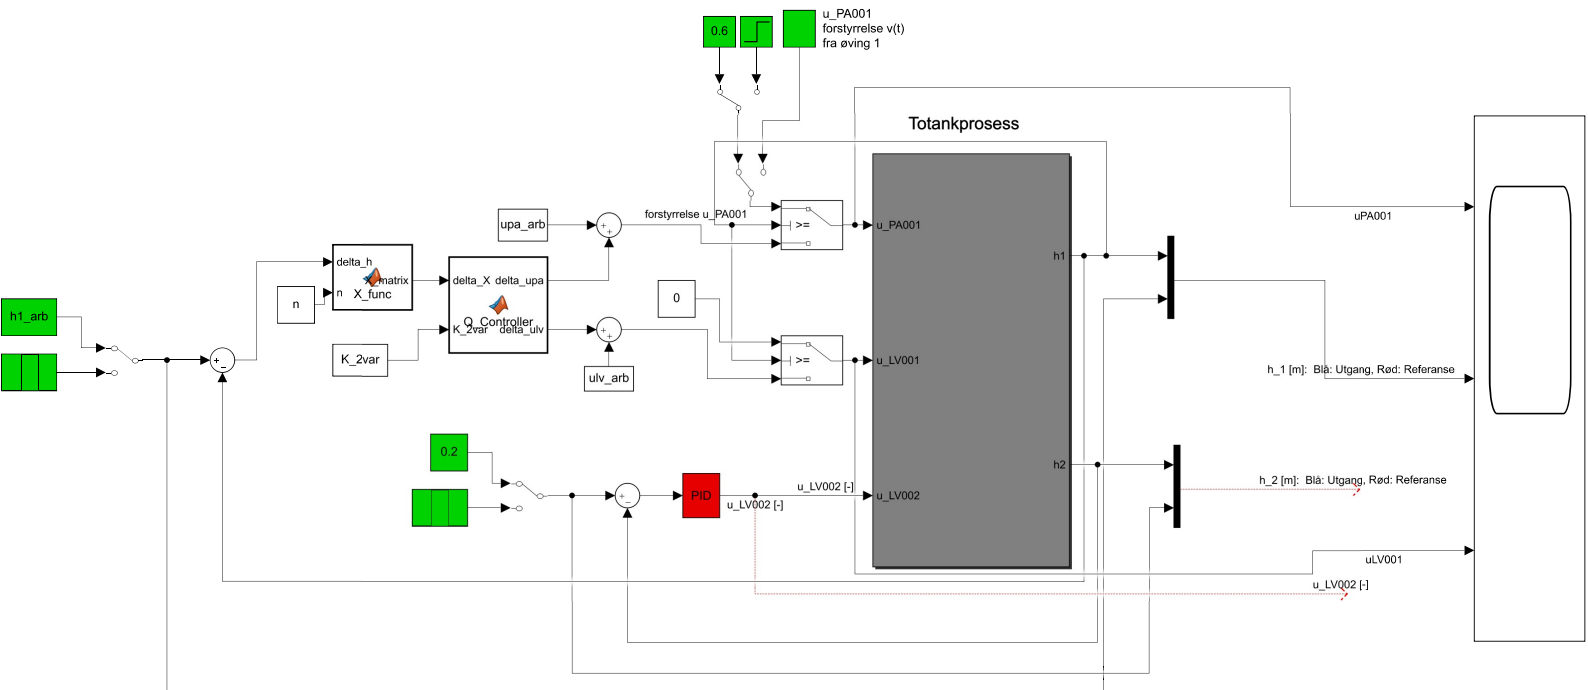 0.6
u_PA001
forstyrrelse v(t)
fra øving 1
Totankprosess
upa_arb
+
+
forstyrrelse u_PA001
>=
u_PA001
uPA001
delta_h
n
X_matrix
X_func
n
delta_X
delta_upa
K_2var
delta_ulv
Q_Controller
h1
0
h1_arb
+
−
K_2var
+
+
ulv_arb
>=
u_LV001
h_1 [m]: Blå: Utgang, Rød: Referanse
0.2
h2
+
−
PID
u_LV002 [-]
u_LV002 [-]
u_LV002
h_2 [m]: Blå: Utgang, Rød: Referanse
uLV001
u_LV002 [-]